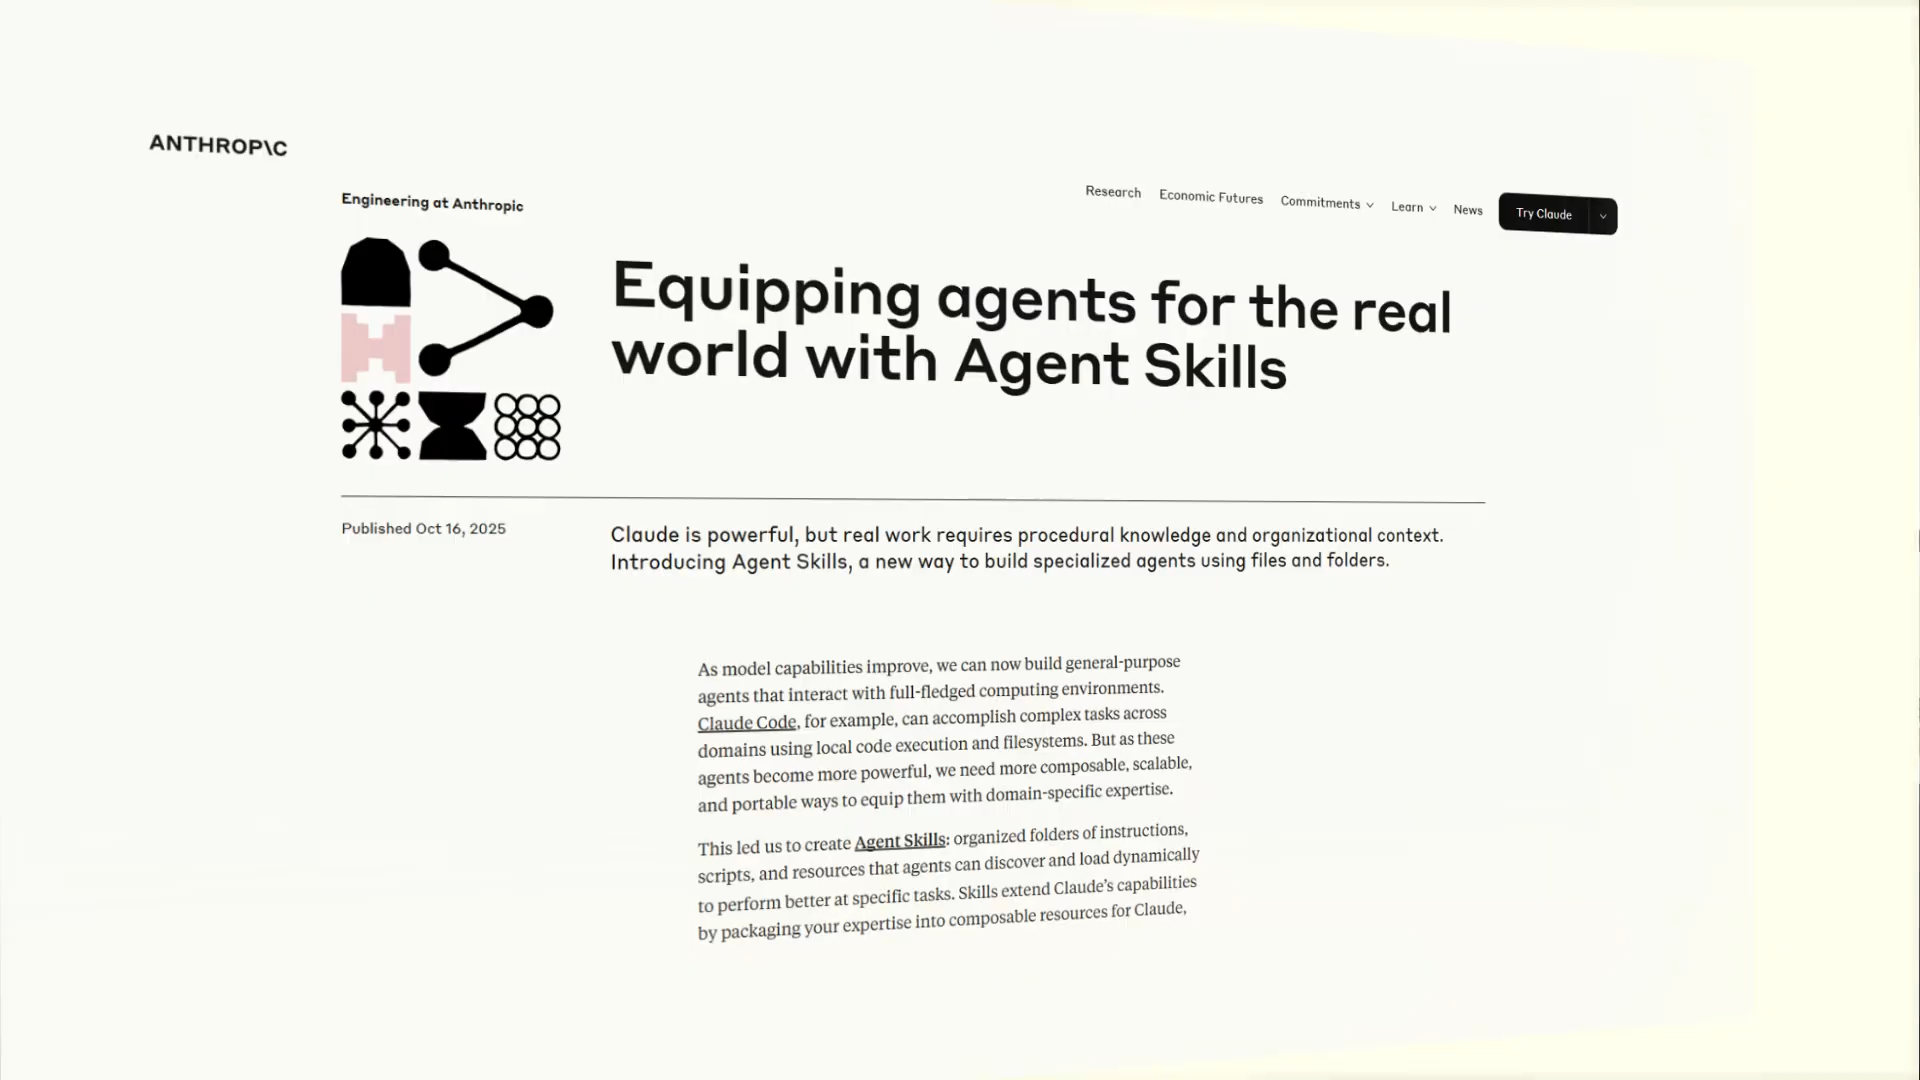 ANTHROP\C
Research Economic Futures Commitments Learn News Try Claude
Engineering at Anthropic
Equipping agents for the real
world with Agent Skills
Published Oct 16, 2025
Claude is powerful, but real work requires procedural knowledge and organizational context.
Introducing Agent Skills, a new way to build specialized agents using files and folders.
As model capabilities improve, we can now build general-purpose
agents that interact with full-fledged computing environments.
Claude Code, for example, can accomplish complex tasks across
domains using local code execution and filesystems. But as these
agents become more powerful, we need more composable, scalable,
and portable ways to equip them with domain-specific expertise.
This led us to create Agent Skills: organized folders of instructions,
scripts, and resources that agents can discover and load dynamically
to perform better at specific tasks. Skills extend Claude’s capabilities
by packaging your expertise into composable resources for Claude,